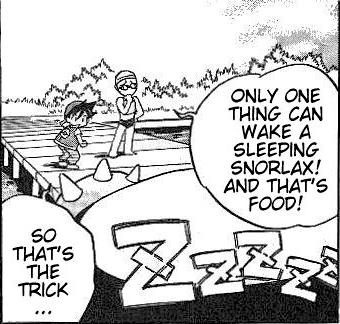 ONLY ONE
THING CAN
WAKE A
SLEEPING
SNORLAX!
AND THAT'S
FOOD!
ZZZZZ
SO
THAT'S
THE
TRICK
...